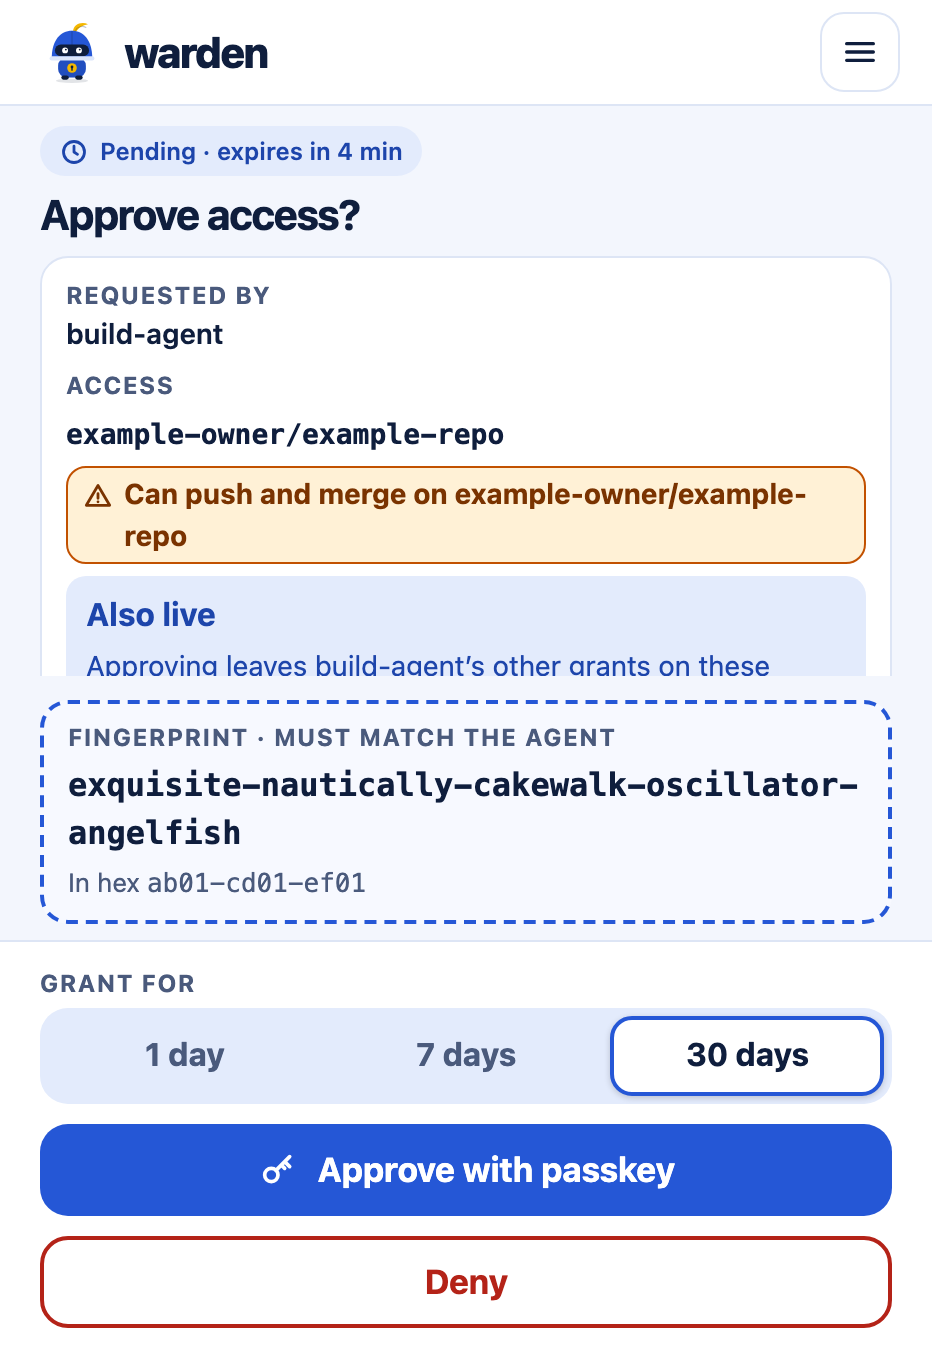 warden
Pending · expires in 4 min
Approve access?
REQUESTED BY
build-agent
ACCESS
example-owner/example-repo
Can push and merge on example-owner/example-
repo
Also live
Approving leaves build-agent’s other grants on these
FINGERPRINT · MUST MATCH THE AGENT
exquisite-nautically-cakewalk-oscillator-
angelfish
In hex ab01-cd01-ef01
GRANT FOR
1 day
7 days
30 days
Approve with passkey
Deny